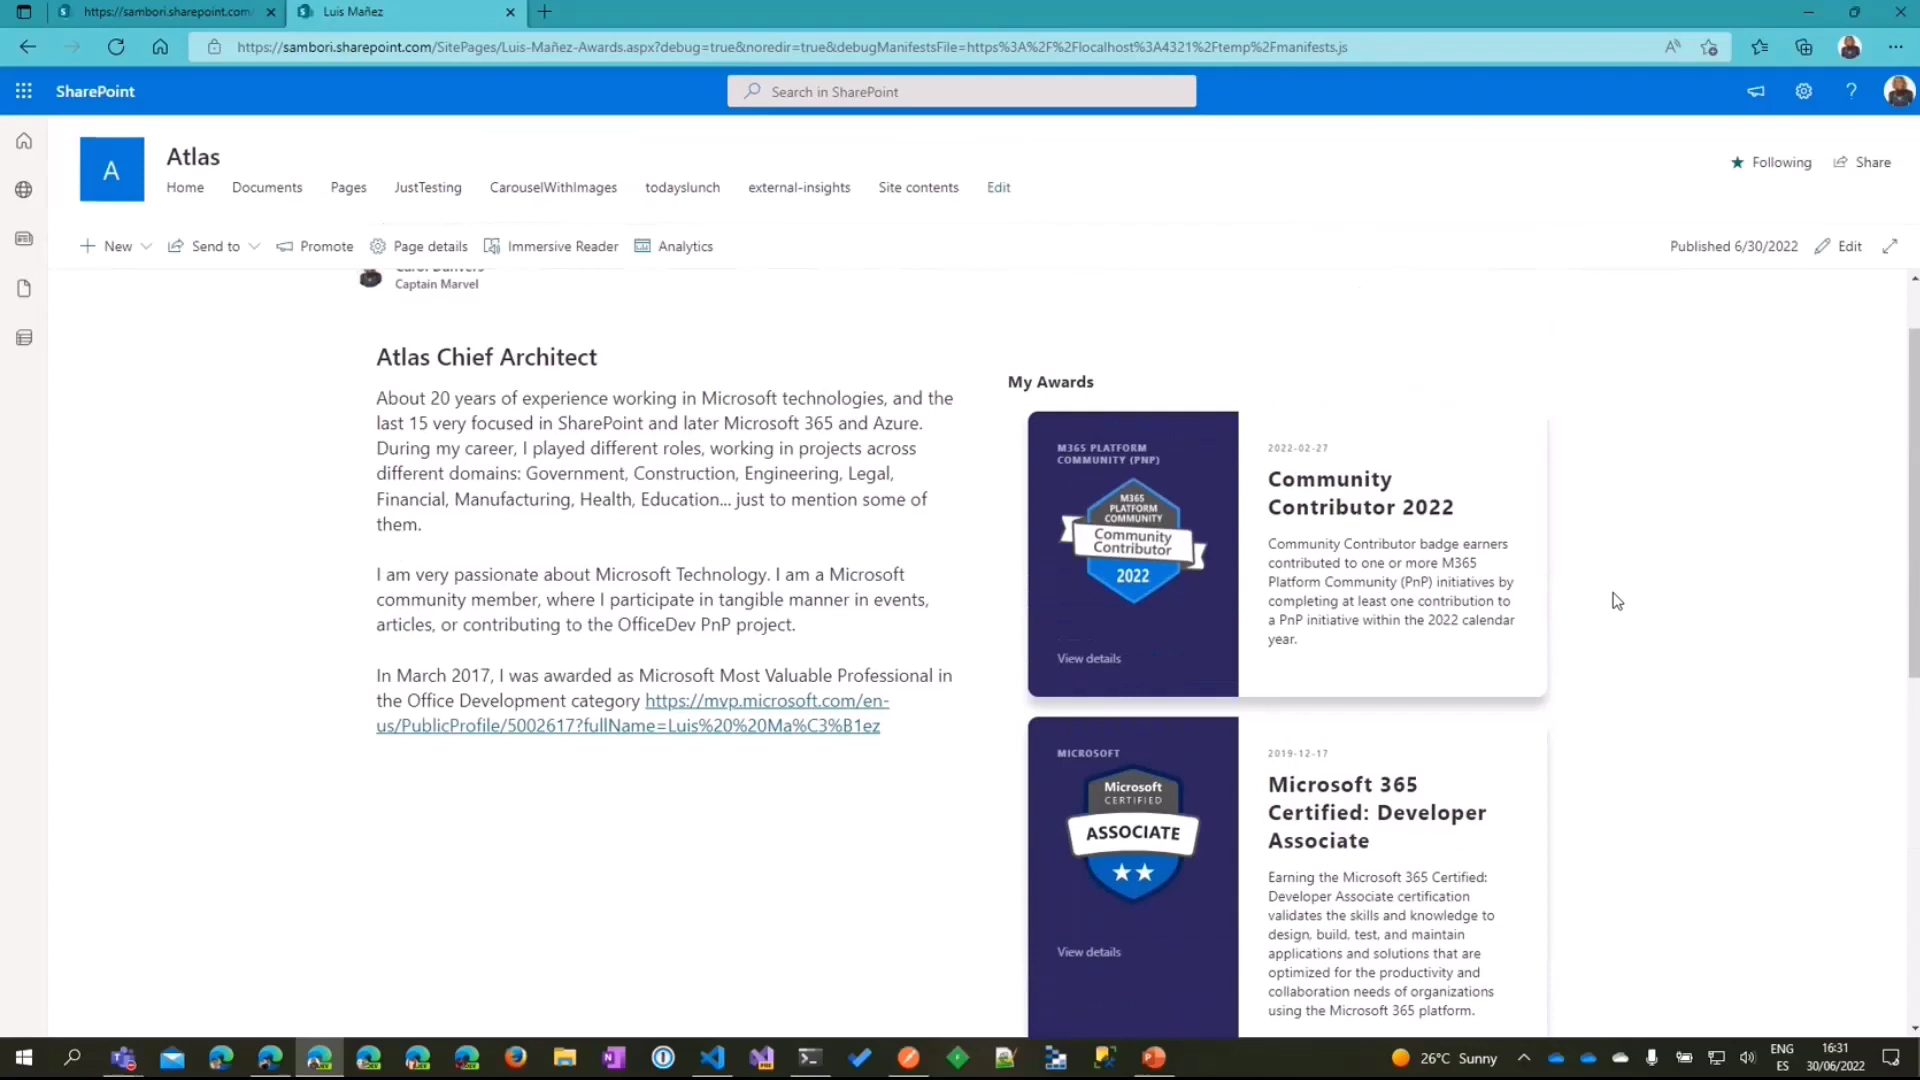 https://sambori.sharepoint.com
Luis Mañez
https://sambori.sharepoint.com/SitePages/Luis-Mañez-Awards.aspx?debug=true&noredir=true&debugManifestsFile=https%3A%2F%2Flocalhost%3A4321%2Ftemp%2Fmanifests.js
SharePoint
Search in SharePoint
A
Atlas
Following
Share
Home
Documents
Pages
JustTesting
CarouselWithImages
todayslunch
external-insights
Site contents
Edit
New
Send to
Promote
Page details
Immersive Reader
Analytics
Published 6/30/2022
Edit
Carol Danvers
Captain Marvel
Atlas Chief Architect
About 20 years of experience working in Microsoft technologies, and the
last 15 very focused in SharePoint and later Microsoft 365 and Azure.
During my career, I played different roles, working in projects across
different domains: Government, Construction, Engineering, Legal,
Financial, Manufacturing, Health, Education... just to mention some of
them.
I am very passionate about Microsoft Technology. I am a Microsoft
community member, where I participate in tangible manner in events,
articles, or contributing to the OfficeDev PnP project.
In March 2017, I was awarded as Microsoft Most Valuable Professional in
the Office Development category https://mvp.microsoft.com/en-
us/PublicProfile/5002617?fullName=Luis%20%20Ma%C3%B1ez
My Awards
M365 PLATFORM
COMMUNITY (PNP)
M365
PLATFORM
COMMUNITY
Community
Contributor
2022
View details
2022-02-27
Community
Contributor 2022
Community Contributor badge earners
contributed to one or more M365
Platform Community (PnP) initiatives by
completing at least one contribution to
a PnP initiative within the 2022 calendar
year.
MICROSOFT
Microsoft
CERTIFIED
ASSOCIATE
View details
2019-12-17
Microsoft 365
Certified: Developer
Associate
Earning the Microsoft 365 Certified:
Developer Associate certification
validates the skills and knowledge to
design, build, test, and maintain
applications and solutions that are
optimized for the productivity and
collaboration needs of organizations
using the Microsoft 365 platform.
26°C Sunny
ENG
ES
16:31
30/06/2022